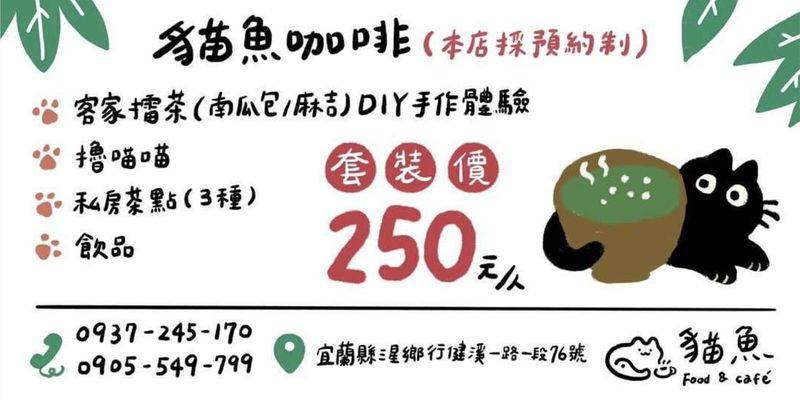 貓魚咖啡(本店採預約制)
客家擂茶(南瓜包/麻吉)DIY手作體驗
擼喵喵
私房茶點(3種)
飲品
套裝價
250元/人
0937-245-170
0905-549-799
宜蘭縣三星鄉行健溪一路一段76號
貓魚
Food & café